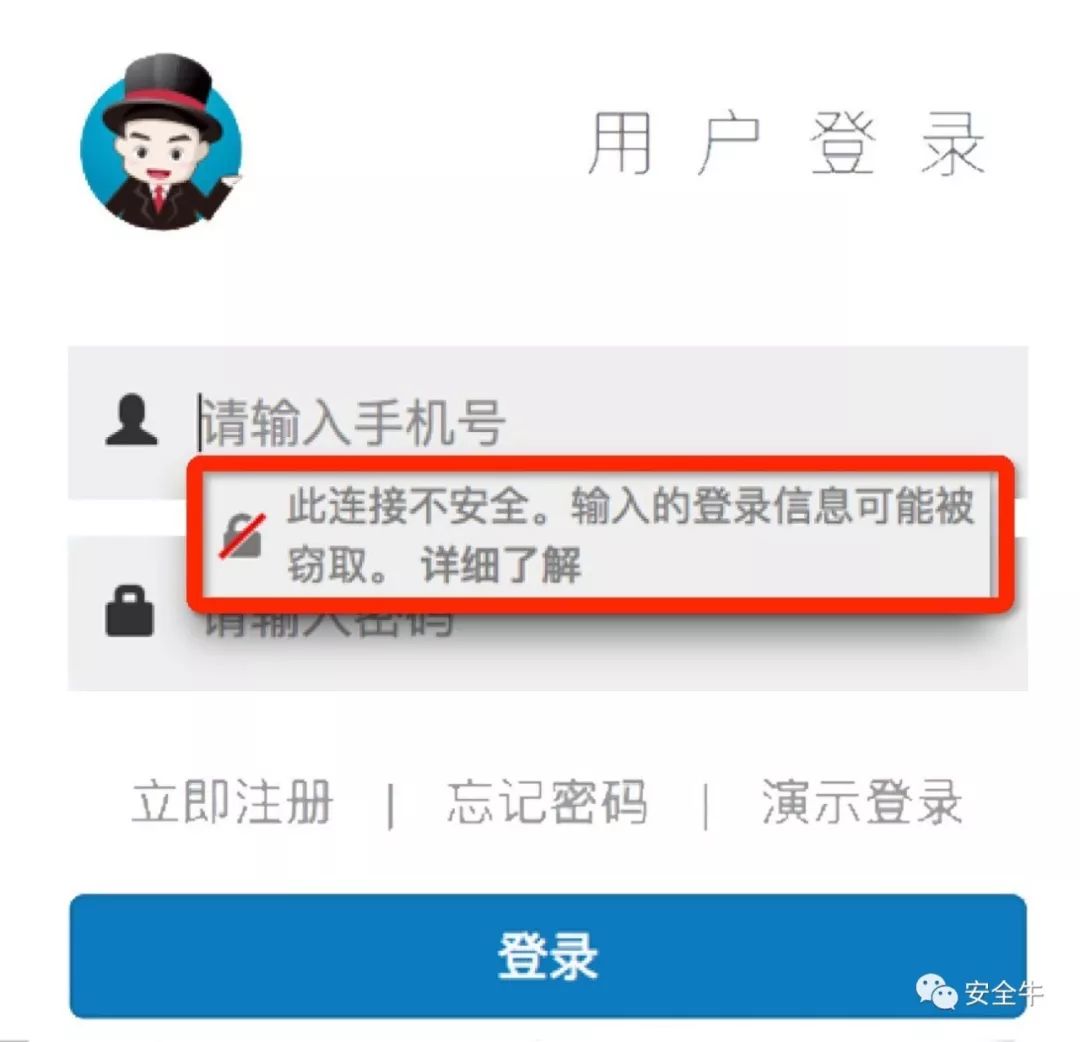 用户登录
请输入手机号
此连接不安全。输入的登录信息可能被
窃取。 详细了解
请输入密码
立即注册 | 忘记密码 | 演示登录
登录
安全牛